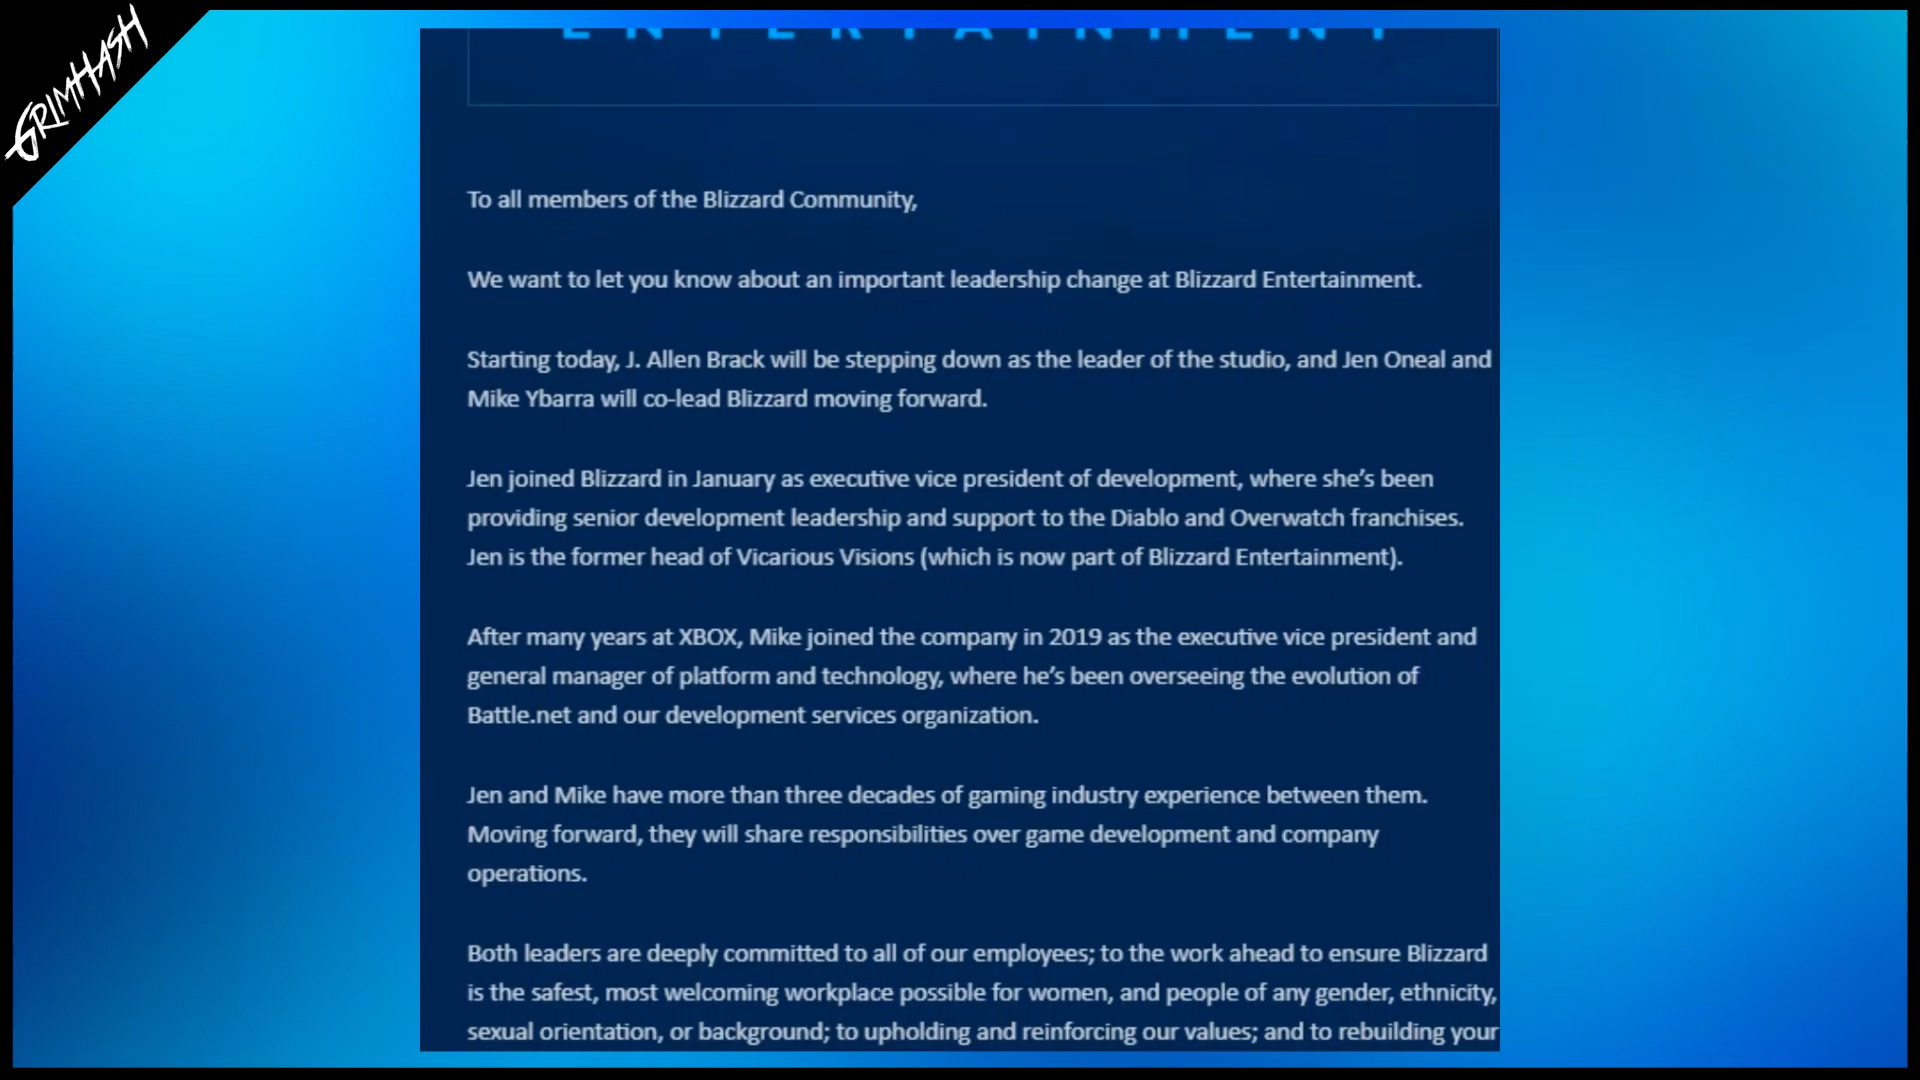 GRIMHASH
ENTERTAINMENT
To all members of the Blizzard Community,
We want to let you know about an important leadership change at Blizzard Entertainment.
Starting today, J. Allen Brack will be stepping down as the leader of the studio, and Jen Oneal and
Mike Ybarra will co-lead Blizzard moving forward.
Jen joined Blizzard in January as executive vice president of development, where she’s been
providing senior development leadership and support to the Diablo and Overwatch franchises.
Jen is the former head of Vicarious Visions (which is now part of Blizzard Entertainment).
After many years at XBOX, Mike joined the company in 2019 as the executive vice president and
general manager of platform and technology, where he’s been overseeing the evolution of
Battle.net and our development services organization.
Jen and Mike have more than three decades of gaming industry experience between them.
Moving forward, they will share responsibilities over game development and company
operations.
Both leaders are deeply committed to all of our employees; to the work ahead to ensure Blizzard
is the safest, most welcoming workplace possible for women, and people of any gender, ethnicity,
sexual orientation, or background; to upholding and reinforcing our values; and to rebuilding your